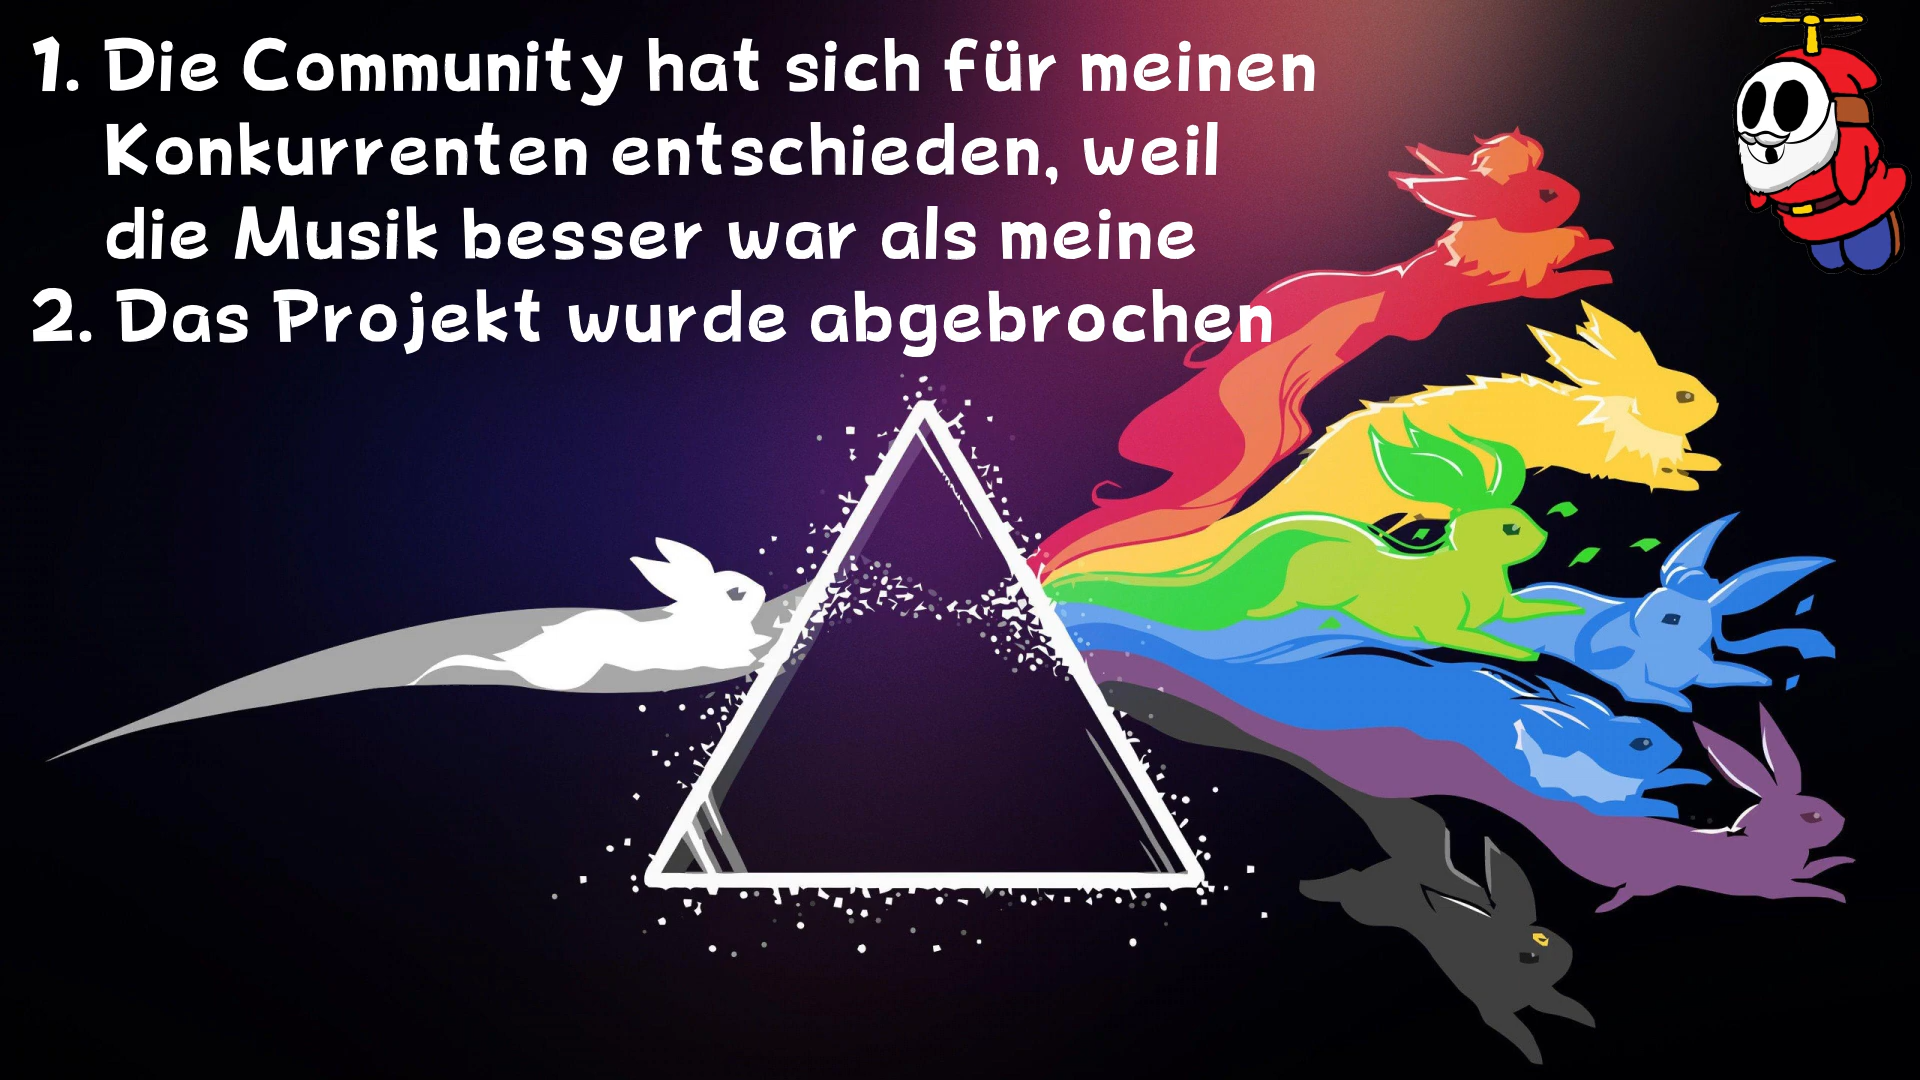 1. Die Community hat sich für meinen
Konkurrenten entschieden, weil
die Musik besser war als meine
2. Das Projekt wurde abgebrochen